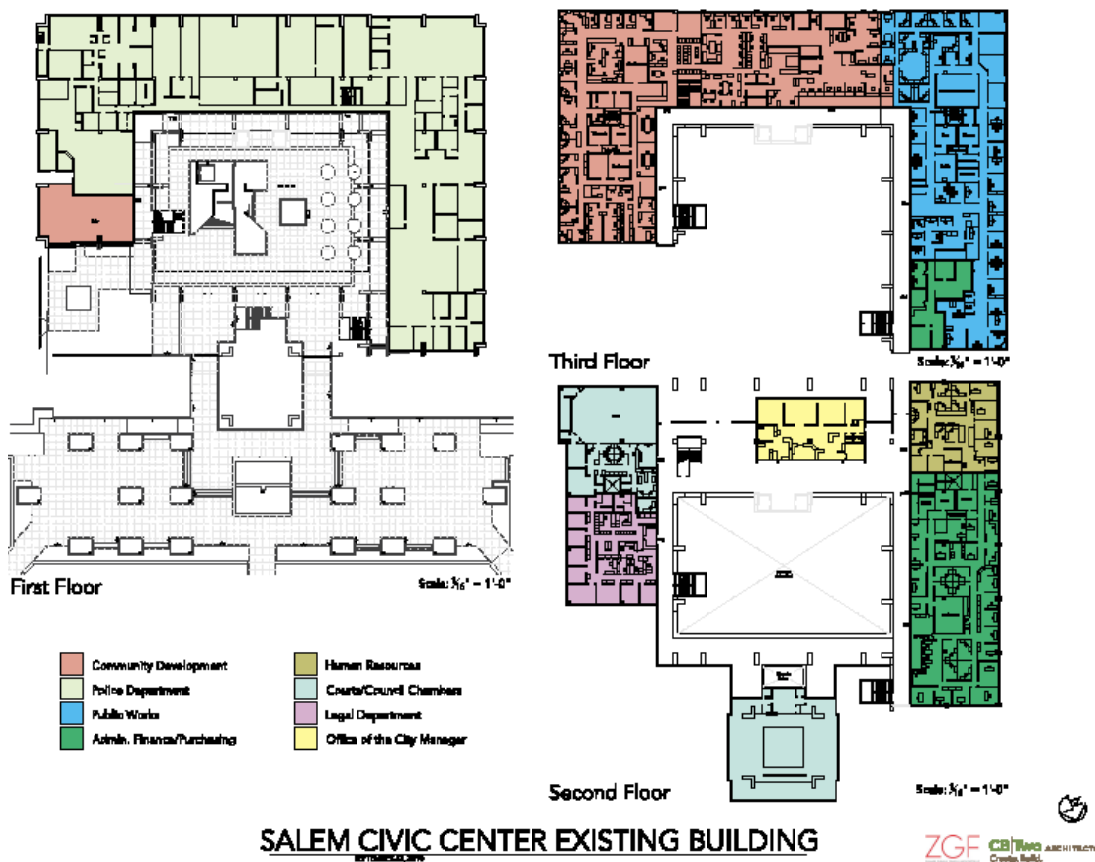 Third Floor
Scale: 1/16" = 1'-0"
First Floor
Scale: 1/16" = 1'-0"
Community Development
Police Department
Public Works
Admin. Finance/Purchasing
Human Resources
Courts/Council Chambers
Legal Department
Office of the City Manager
Second Floor
Scale: 1/16" = 1'-0"
SALEM CIVIC CENTER EXISTING BUILDING
ZGF
CB|Two ARCHITECTS